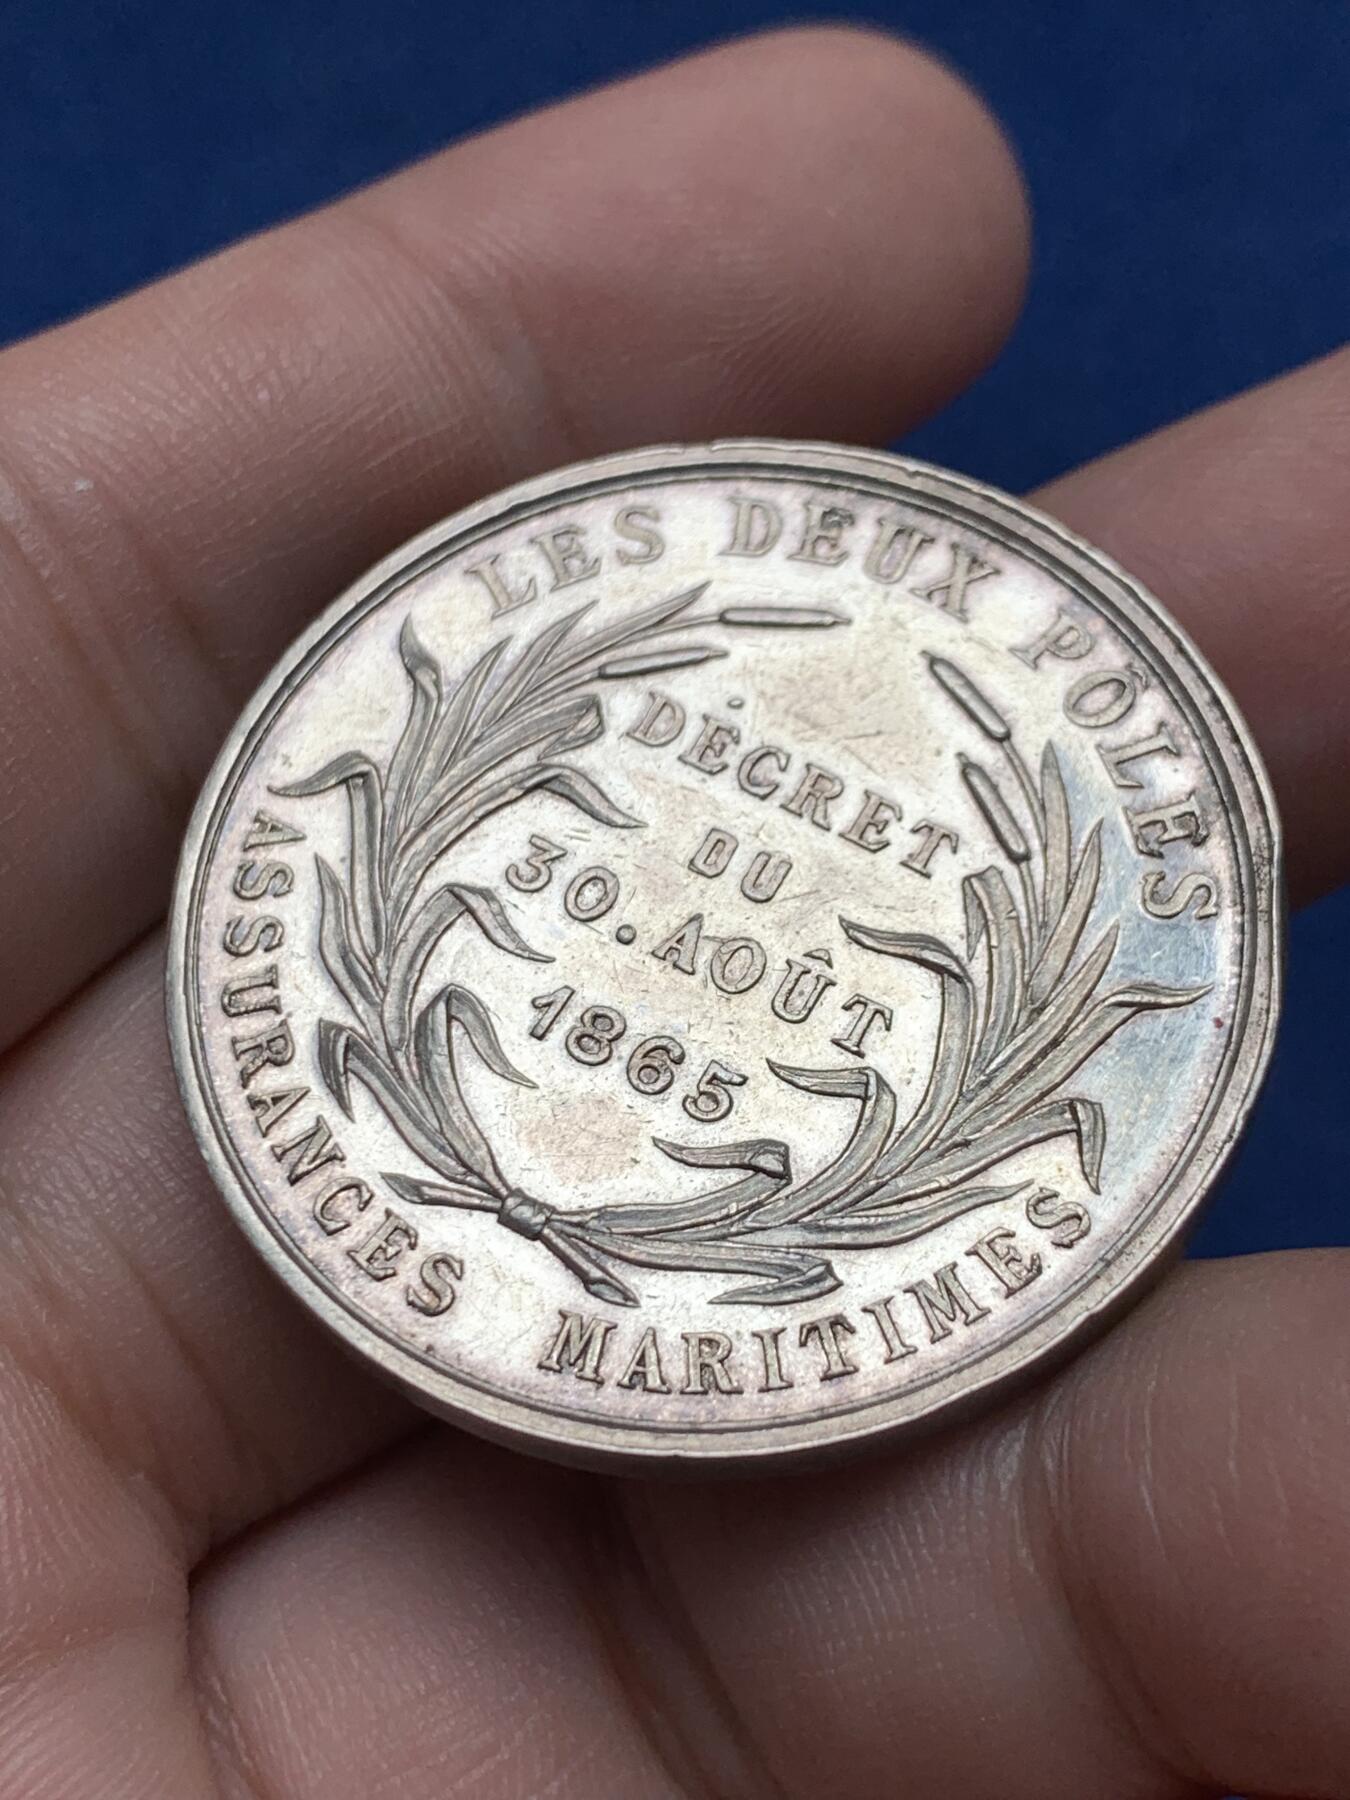 LES DEUX PÔLES
DÉCRET
DU
30. AOÛT
1865
ASSURANCES MARITIMES